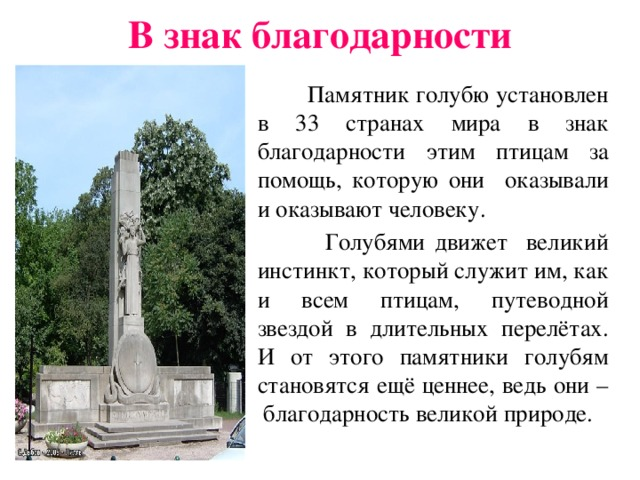 В знак благодарности
Памятник голубю установлен
в 33 странах мира в знак
благодарности этим птицам за
помощь, которую они оказывали
и оказывают человеку.
Голубями движет великий
инстинкт, который служит им, как
и всем птицам, путеводной
звездой в длительных перелётах.
И от этого памятники голубям
становятся ещё ценнее, ведь они –
благодарность великой природе.